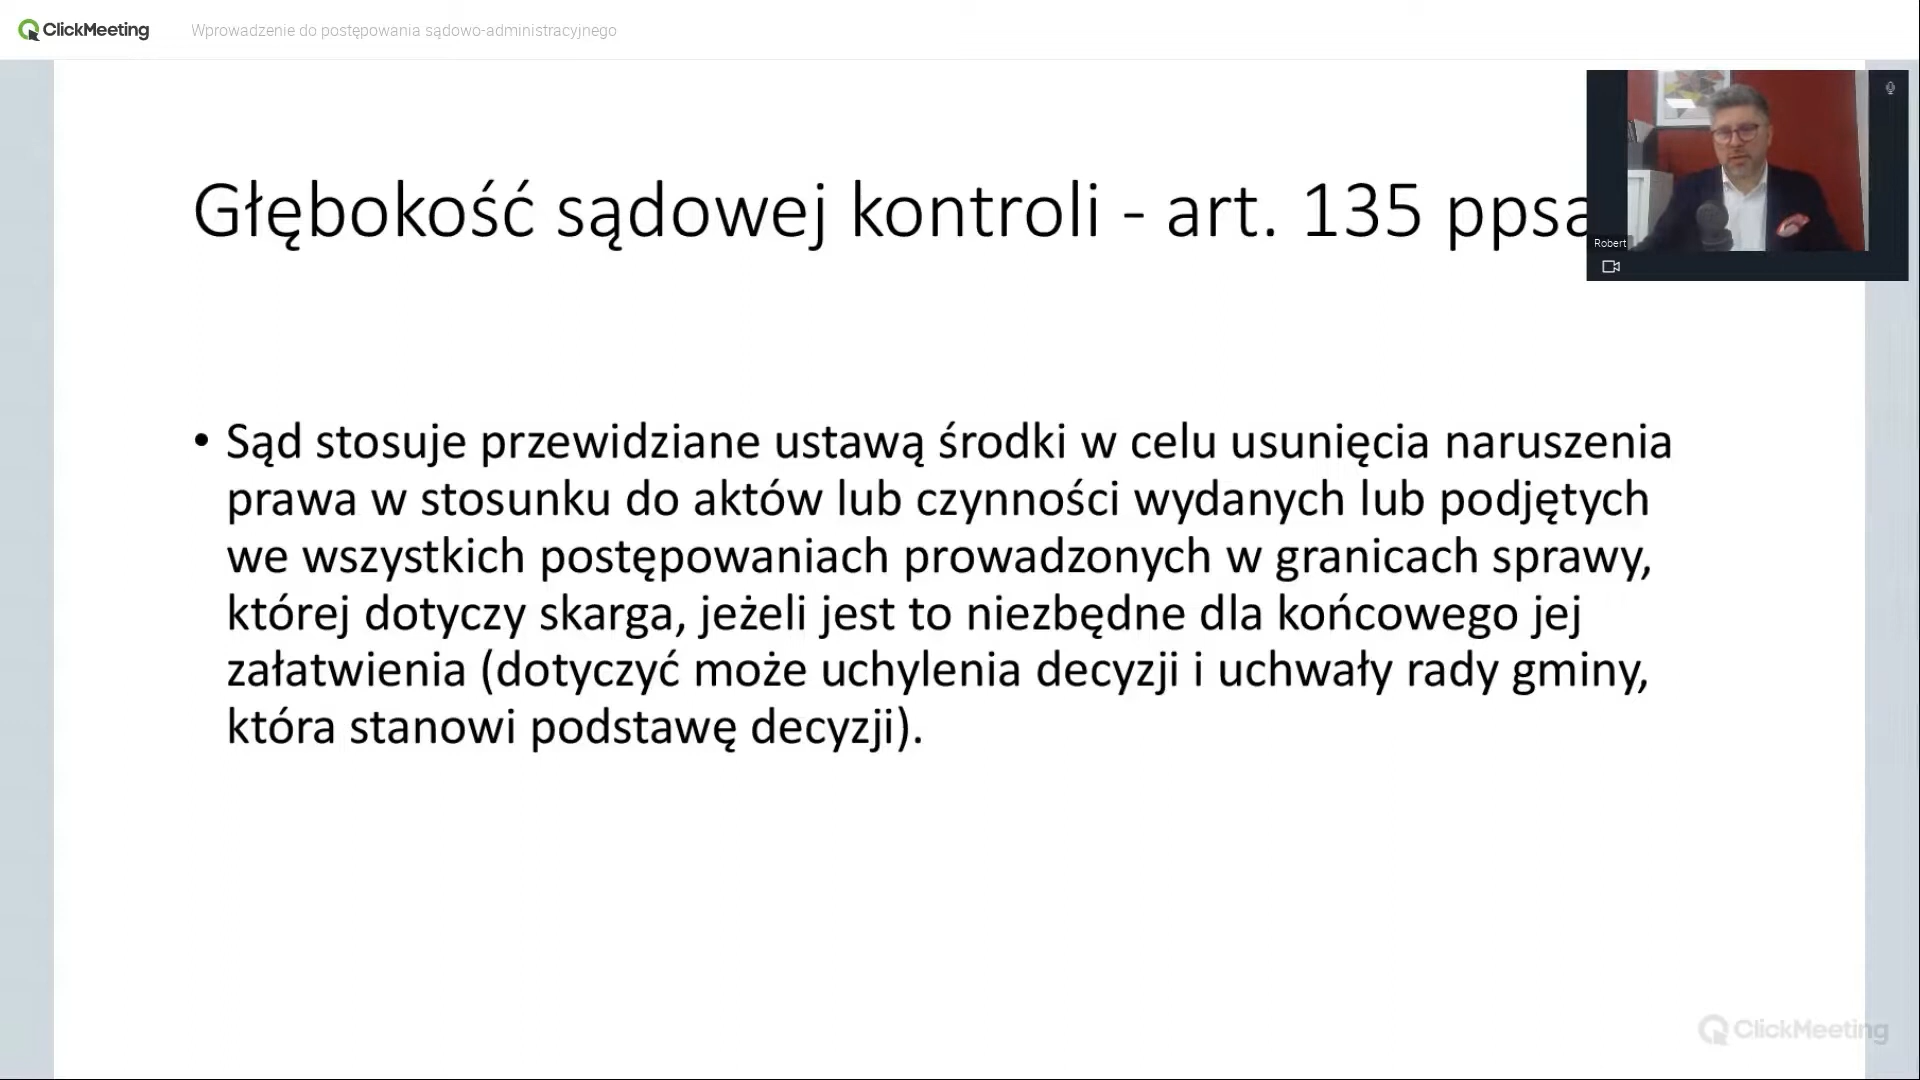 ClickMeeting
Wprowadzenie do postępowania sądowo-administracyjnego
Głębokość sądowej kontroli - art. 135 ppsa
Robert
• Sąd stosuje przewidziane ustawą środki w celu usunięcia naruszenia
prawa w stosunku do aktów lub czynności wydanych lub podjętych
we wszystkich postępowaniach prowadzonych w granicach sprawy,
której dotyczy skarga, jeżeli jest to niezbędne dla końcowego jej
załatwienia (dotyczyć może uchylenia decyzji i uchwały rady gminy,
która stanowi podstawę decyzji).
ClickMeeting